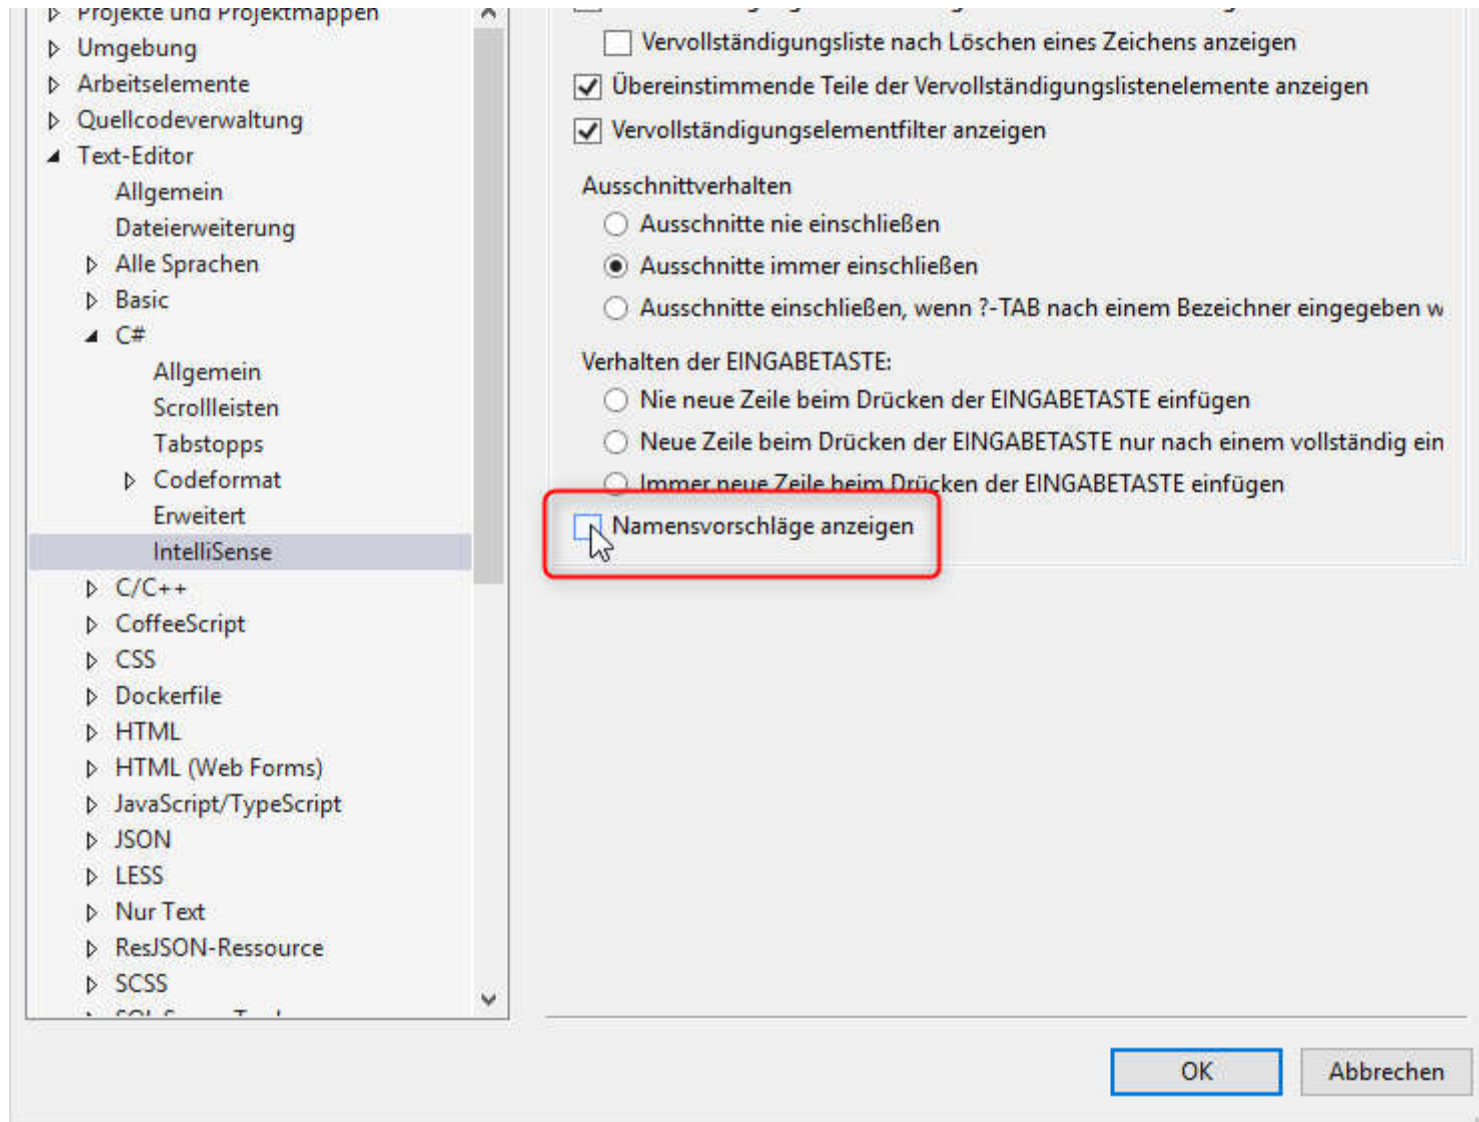 Projekte und Projektmappen
Umgebung
Arbeitselemente
Quellcodeverwaltung
Text-Editor
Allgemein
Dateierweiterung
Alle Sprachen
Basic
C#
Allgemein
Scrollleisten
Tabstopps
Codeformat
Erweitert
IntelliSense
C/C++
CoffeeScript
CSS
Dockerfile
HTML
HTML (Web Forms)
JavaScript/TypeScript
JSON
LESS
Nur Text
ResJSON-Ressource
SCSS
Vervollständigungsliste nach Löschen eines Zeichens anzeigen
Übereinstimmende Teile der Vervollständigungslistenelemente anzeigen
Vervollständigungselementfilter anzeigen
Ausschnittverhalten
Ausschnitte nie einschließen
Ausschnitte immer einschließen
Ausschnitte einschließen, wenn ?-TAB nach einem Bezeichner eingegeben w
Verhalten der EINGABETASTE:
Nie neue Zeile beim Drücken der EINGABETASTE einfügen
Neue Zeile beim Drücken der EINGABETASTE nur nach einem vollständig ein
Immer neue Zeile beim Drücken der EINGABETASTE einfügen
Namensvorschläge anzeigen
OK
Abbrechen